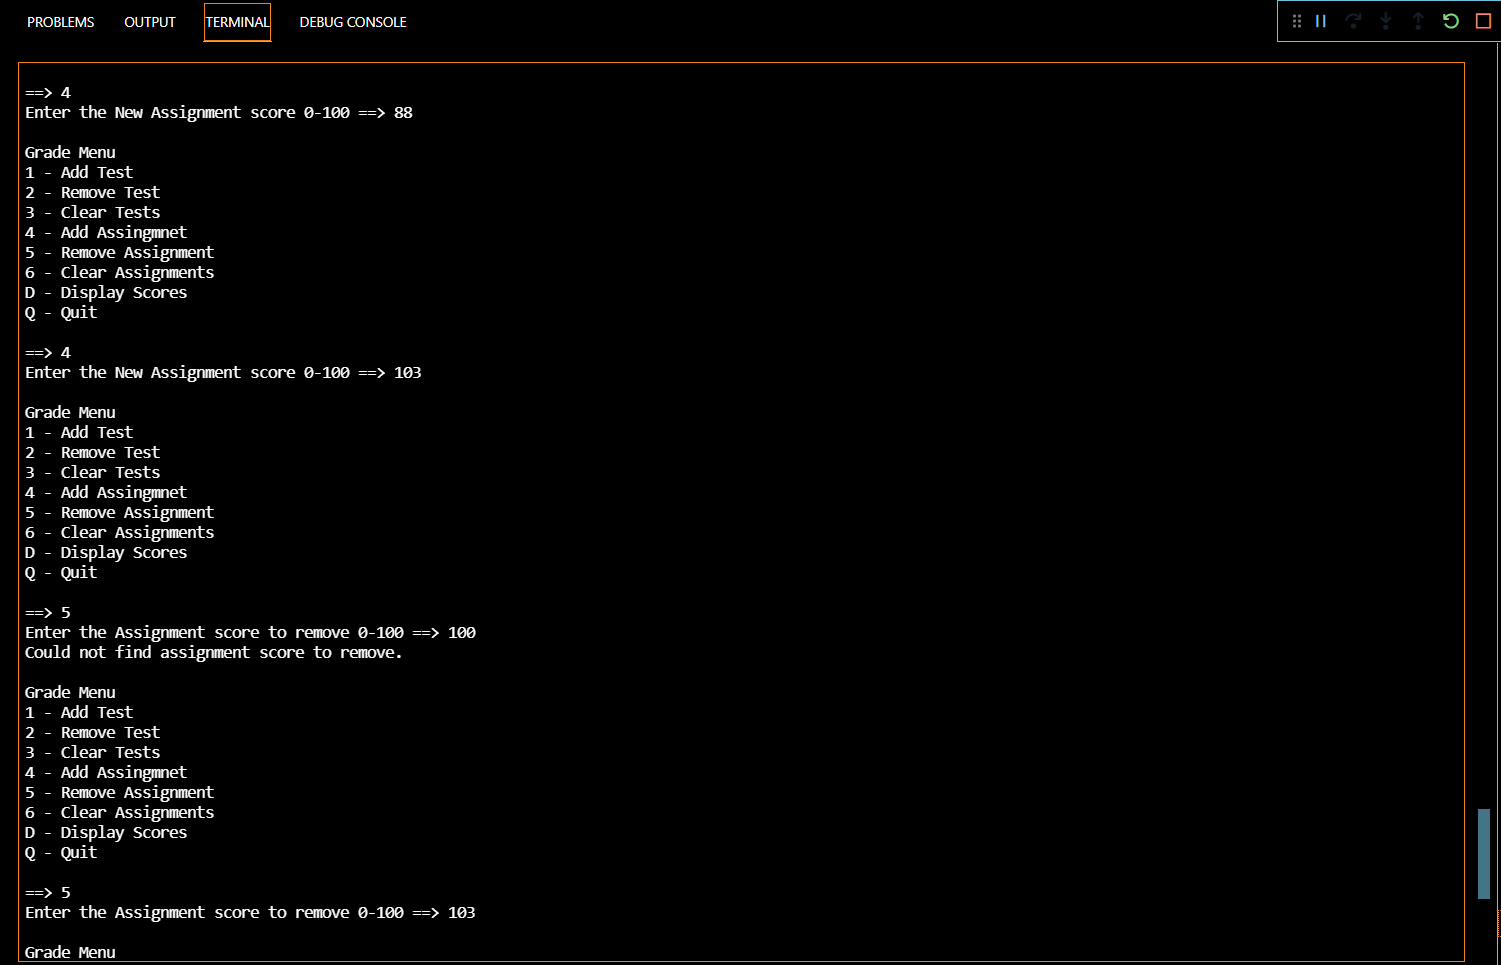 PROBLEMS OUTPUT TERMINAL DEBUG CONSOLE
==> 4
Enter the New Assignment score 0-100 ==> 88
Grade Menu
1 - Add Test
2 - Remove Test
3 - Clear Tests
4 - Add Assingmnet
5 - Remove Assignment
6 - Clear Assignments
D - Display Scores
Q - Quit
==> 4
Enter the New Assignment score 0-100 ==> 103
Grade Menu
1 - Add Test
2 - Remove Test
3 - Clear Tests
4 - Add Assingmnet
5 - Remove Assignment
6 - Clear Assignments
D - Display Scores
Q - Quit
==> 5
Enter the Assignment score to remove 0-100 ==> 100
Could not find assignment score to remove.
Grade Menu
1 - Add Test
2 - Remove Test
3 - Clear Tests
4 - Add Assingmnet
5 - Remove Assignment
6 - Clear Assignments
D - Display Scores
Q - Quit
==> 5
Enter the Assignment score to remove 0-100 ==> 103
Grade Menu